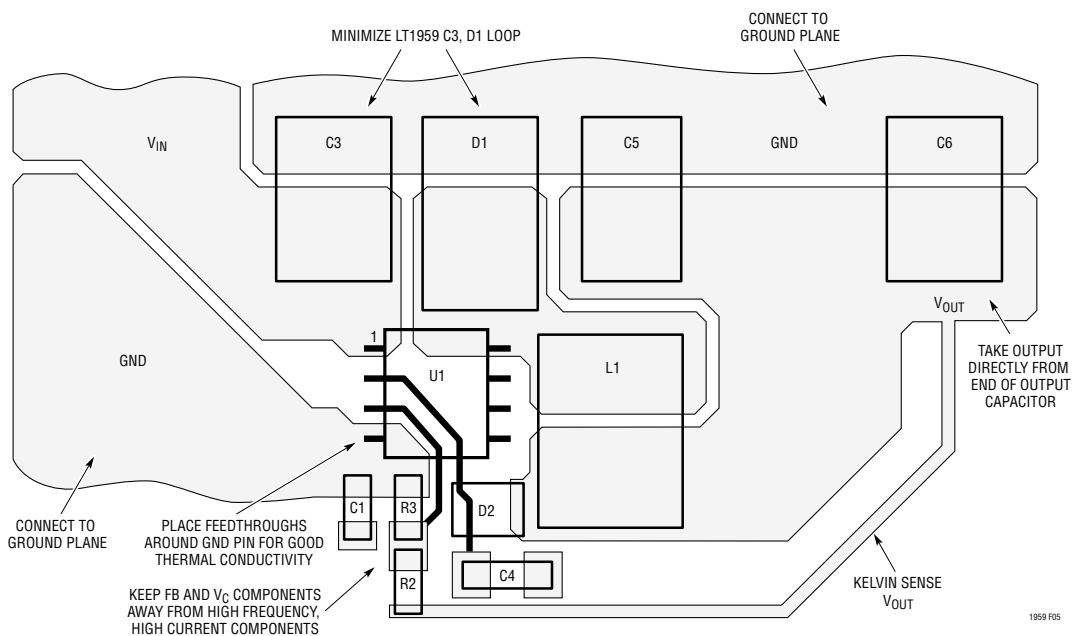 MINIMIZE LT1959 C3, D1 LOOP
CONNECT TO
GROUND PLANE
VIN
C3
D1
C5
GND
C6
VOUT
1
U1
L1
GND
TAKE OUTPUT
DIRECTLY FROM
END OF OUTPUT
CAPACITOR
C1
R3
D2
CONNECT TO
GROUND PLANE
PLACE FEEDTHROUGHS
AROUND GND PIN FOR GOOD
THERMAL CONDUCTIVITY
R2
C4
KEEP FB AND VC COMPONENTS
AWAY FROM HIGH FREQUENCY,
HIGH CURRENT COMPONENTS
KELVIN SENSE
VOUT
1959 F05